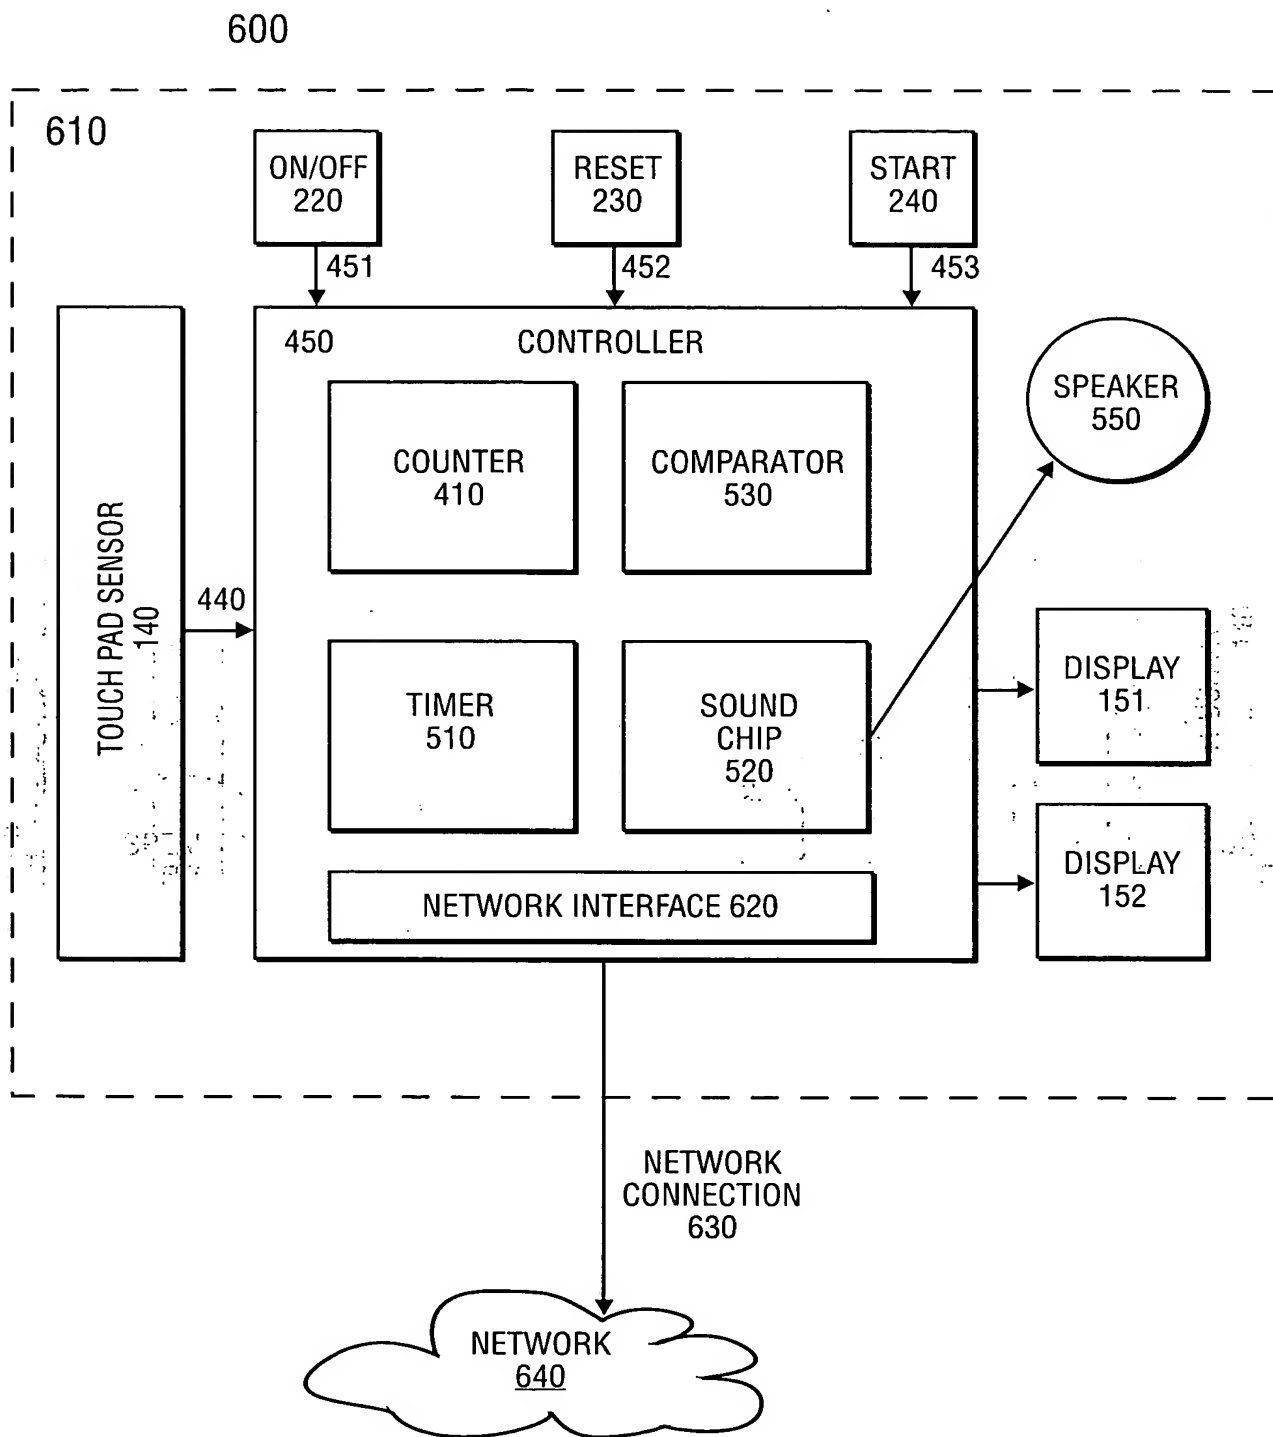 600
610
ON/OFF
220
RESET
230
START
240
451
452
453
450
CONTROLLER
COUNTER
410
COMPARATOR
530
SPEAKER
550
TOUCH PAD SENSOR
140
440
TIMER
510
SOUND
CHIP
520
DISPLAY
151
DISPLAY
152
NETWORK INTERFACE 620
NETWORK
CONNECTION
630
NETWORK
640